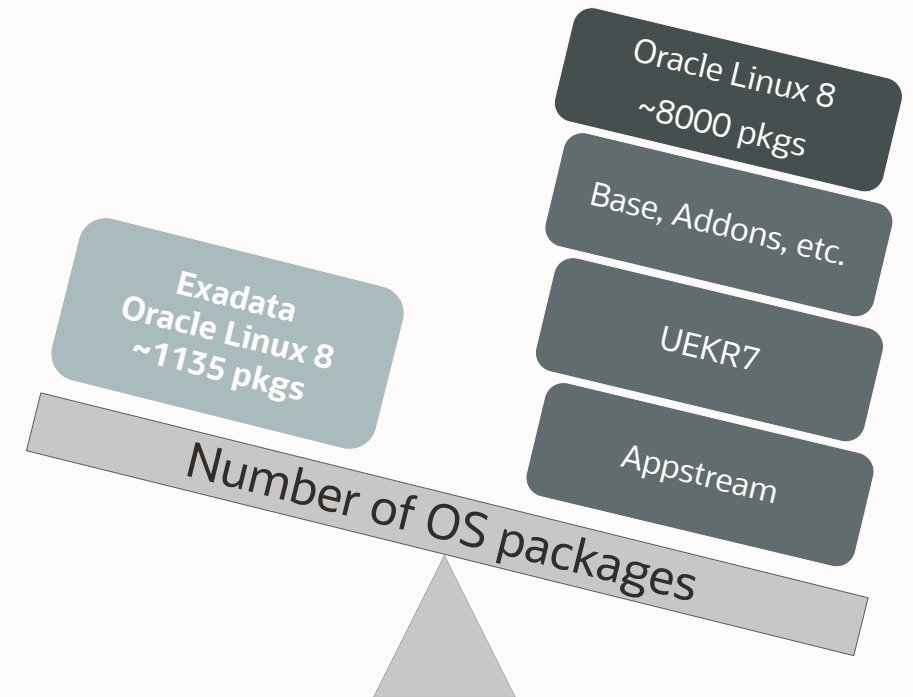 Oracle Linux 8
~8000 pkgs
Base, Addons, etc.
UEKR7
Appstream
Exadata
Oracle Linux 8
~1135 pkgs
Number of OS packages